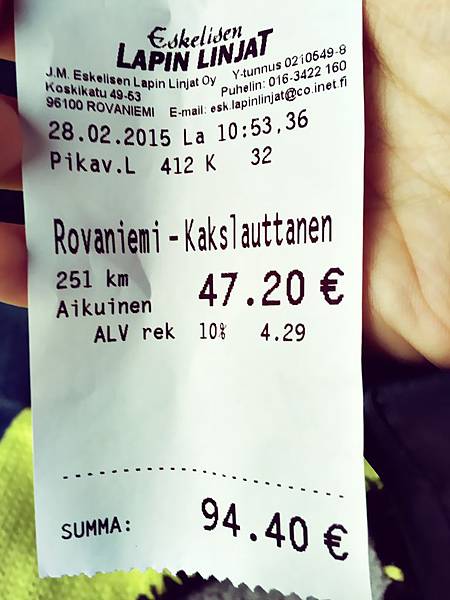 Eskelisen
LAPIN LINJAT
J.M. Eskelisen Lapin Linjat Oy Y-tunnus 0210549-8
Koskikatu 49-53 Puhelin: 016-3422 160
96100 ROVANIEMI E-mail: esk.lapinlinjat@co.inet.fi
28.02.2015 La 10:53,36
Pikav.L 412 K 32
Rovaniemi-Kakslauttanen
251 km 47.20 €
Aikuinen
ALV rek 10% 4.29
SUMMA: 94.40 €